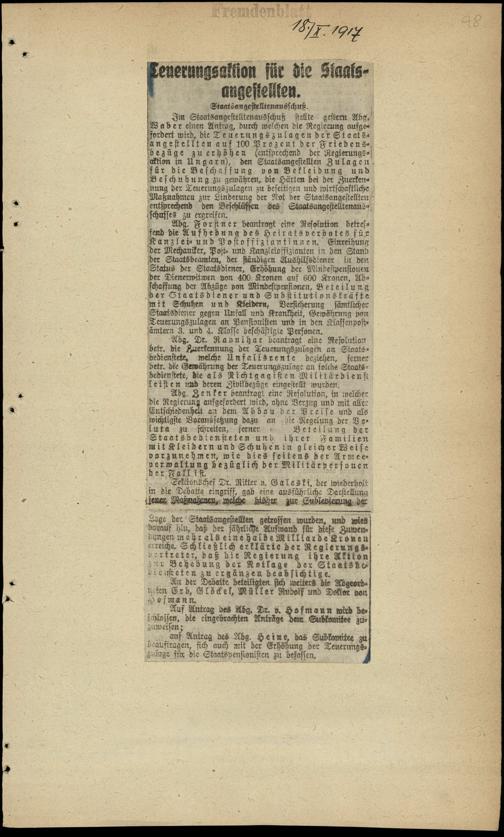 Fremdenblatt
18./X. 1917
98
Teuerungsaktion für die Staats-
angestellten.
Staatsangestelltenausschuß.
Im Staatsangestelltenausschuß stellte gestern Abg.
Waber einen Antrag, durch welchen die Regierung aufge-
fordert wird, die Teuerungszulagen der Staats-
angestellten auf 100 Prozent der Friedens-
bezüge zu erhöhen (entsprechend der Regierungs-
aktion in Ungarn), den Staatsangestellten Zulagen
für die Beschaffung von Bekleidung und
Beschuhung zu gewähren, die Härten bei der Zuerken-
nung der Teuerungszulagen zu beseitigen und wirtschaftliche
Maßnahmen zur Linderung der Not der Staatsangestellten
entsprechend den Beschlüssen des Staatsangestelltenaus-
schusses zu ergreifen.
Abg. Forstner beantragt eine Resolution betref-
fend die Aufhebung des Heiratsverbotes für
Kanzlei- und Postoffiziantinnen, Einreihung
der Mechaniker, Post- und Kanzleioffizianten in den Stand
der Staatsbeamten, der ständigen Aushilfsdiener in den
Status der Staatsdiener, Erhöhung der Mindestpensionen
der Dienerwitwen von 400 Kronen auf 600 Kronen, Ab-
schaffung der Abzüge von Mindestpensionen, Beteilung
der Staatsdiener und Substitutionskräfte
mit Schuhen und Kleidern, Versicherung sämtlicher
Staatsdiener gegen Unfall und Krankheit, Gewährung von
Teuerungszulagen an Pensionisten und in den Klassenpost-
ämtern 3. und 4. Klasse beschäftigte Personen.
Abg. Dr. Ravnihar beantragt eine Resolution
betr. die Zuerkennung der Teuerungszulagen an Staats-
bedienstete, welche Unfallsrente beziehen, ferner
betr. die Gewährung der Teuerungszulage an solche Staats-
bedienstete, die als Nichtgagisten Militärdienst
leisten und deren Zivilbezüge eingestellt wurden.
Abg. Zenker beantragt eine Resolution, in welcher
die Regierung aufgefordert wird, ohne Verzug und mit aller
Entschiedenheit an dem Abbau der Preise und als
wichtigste Voraussetzung dazu an die Regelung der Va-
luta zu schreiten, ferner Beteilung der
Staatsbediensteten und ihrer Familien
mit Kleidern und Schuhen in gleicher Weise
vorzunehmen, wie dies seitens der Armee-
verwaltung bezüglich der Militärpersonen
der Fall ist.
Sektionschef Dr. Ritter v. Galecki, der wiederholt
in die Debatte eingriff, gab eine ausführliche Darstellung
jener Maßnahmen, welche bisher zur Sublevierung der
Lage der Staatsangestellten getroffen wurden, und wies
darauf hin, daß der jährliche Aufwand für diese Zuwen-
dungen mehr als eine halbe Milliarde Kronen
erreiche. Schließlich erklärte der Regierungs-
vertreter, daß die Regierung ihre Aktion
zur Behebung der Notlage der Staatsbe-
diensteten zu ergänzen beabsichtige.
An der Debatte beteiligten sich weiters die Abgeord-
neten Erb, Glöckel, Müller Rudolf und Doktor von
Hofmann.
Auf Antrag des Abg. Dr. v. Hofmann wird be-
schlossen, die eingebrachten Anträge dem Subkomitee zu-
zuweisen;
auf Antrag des Abg. Heine, das Subkomitee zu
beauftragen, sich auch mit der Erhöhung der Teuerungs-
zulage für die Staatspensionisten zu befassen.